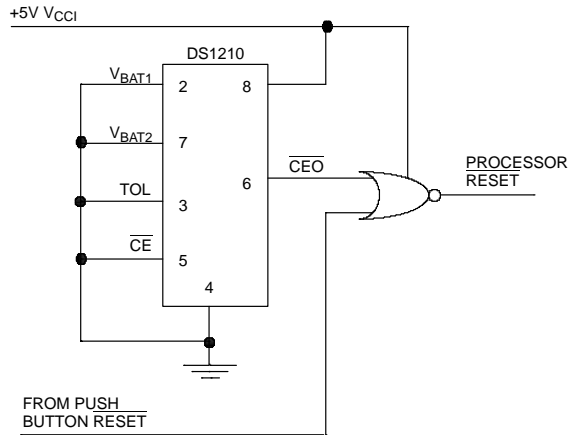 +5V VCCI
DS1210
VBAT1
2
8
VBAT2
7
TOL
3
6
CEO
PROCESSOR
RESET
CE
5
4
FROM PUSH
BUTTON RESET